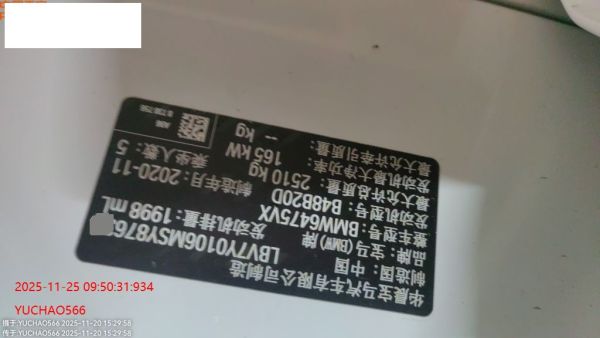 华晨宝马汽车有限公司制造
制造国：中国
LBV7Y0106MSY876
品牌：宝马(BMW)牌
整车型号：BMW6475VX
发动机型号：B48B20D
发动机排量：1998 mL
最大允许总质量：2510 kg
制造年月：2020-11
发动机最大净功率：165 kW
乘坐人数：5
最大允许牵引质量：-- kg
2025-11-25 09:50:31:934
YUCHAO566
摄于:YUCHAO566 2025-11-20 15:29:58
传于:YUCHAO566 2025-11-20 15:29:58